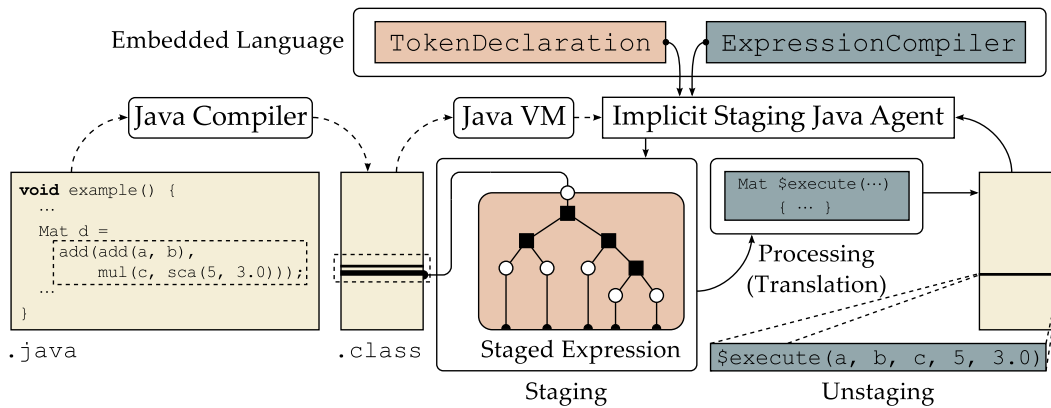 Embedded Language
TokenDeclaration
ExpressionCompiler
Java Compiler
Java VM
Implicit Staging Java Agent
void example() {
⋯
Mat d =
add(add(a, b),
mul(c, sca(5, 3.0)));
⋯
}
.java
.class
Staged Expression
Staging
Mat $execute(⋯)
{ ⋯ }
Processing
(Translation)
$execute(a, b, c, 5, 3.0)
Unstaging